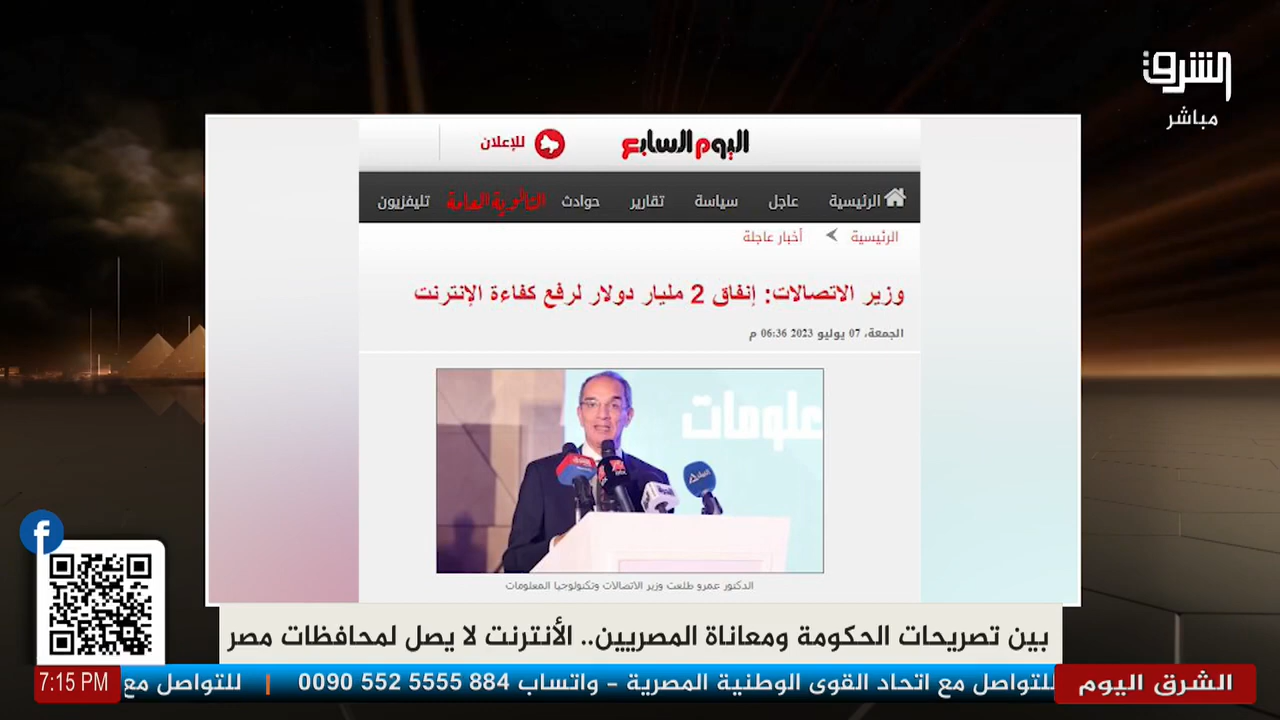 الشرق
مباشر
اليوم السابع
للإعلان
الرئيسية عاجل سياسة تقارير حوادث الثانوية العامة تليفزيون
الرئيسية أخبار عاجلة
وزير الاتصالات: إنفاق 2 مليار دولار لرفع كفاءة الإنترنت
الجمعة، 07 يوليو 2023 06:36 م
علومات
الدكتور عمرو طلعت وزير الاتصالات وتكنولوجيا المعلومات
بين تصريحات الحكومة ومعاناة المصريين.. الأنترنت لا يصل لمحافظات مصر
الشرق اليوم
للتواصل مع اتحاد القوى الوطنية المصرية - واتساب 884 5555 552 0090 | للتواصل مع
7:15 PM